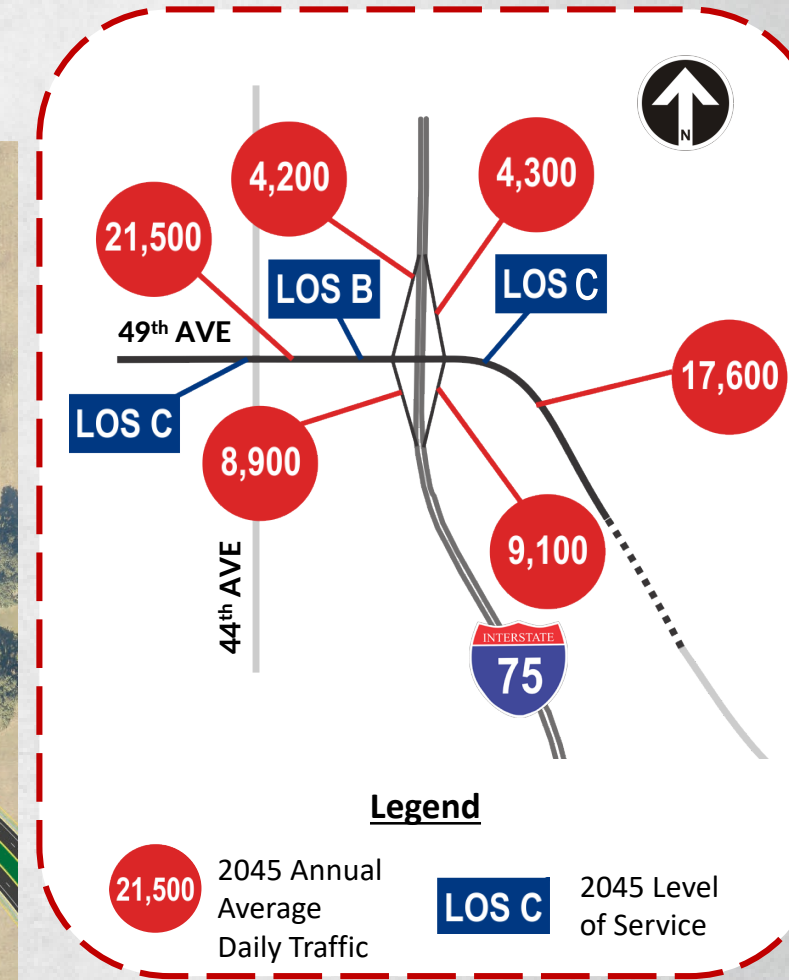 N
4,200
4,300
21,500
LOS B
LOS C
49th AVE
17,600
LOS C
8,900
9,100
44th AVE
INTERSTATE
75
Legend
21,500
2045 Annual
Average
Daily Traffic
LOS C
2045 Level
of Service